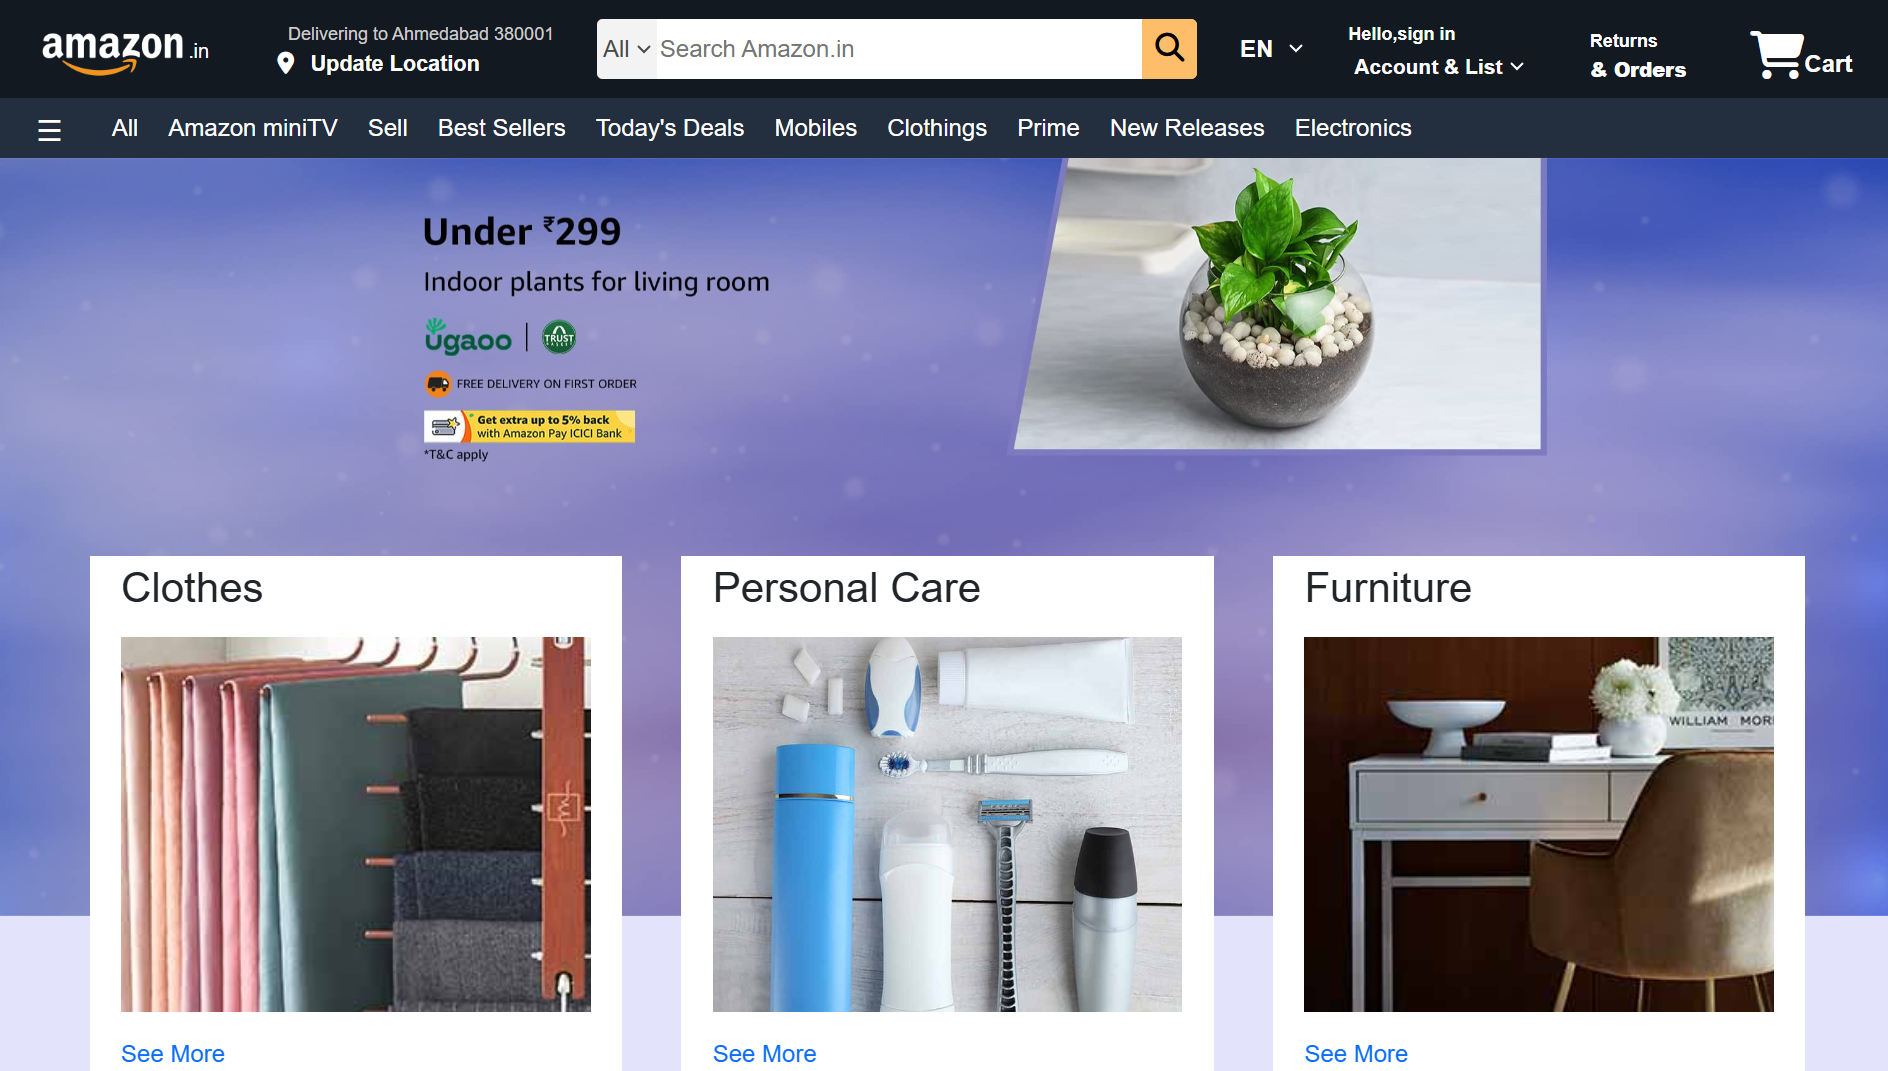 amazon.in
Delivering to Ahmedabad 380001
Update Location
All
Search Amazon.in
EN
Hello,sign in
Account & List
Returns
& Orders
Cart
All Amazon miniTV Sell Best Sellers Today's Deals Mobiles Clothings Prime New Releases Electronics
Under ₹299
Indoor plants for living room
ugaoo
TRUST
BASKET
FREE DELIVERY ON FIRST ORDER
Get extra up to 5% back
with Amazon Pay ICICI Bank
*T&C apply
Clothes
Personal Care
Furniture
WILLIAM MORR
See More
See More
See More